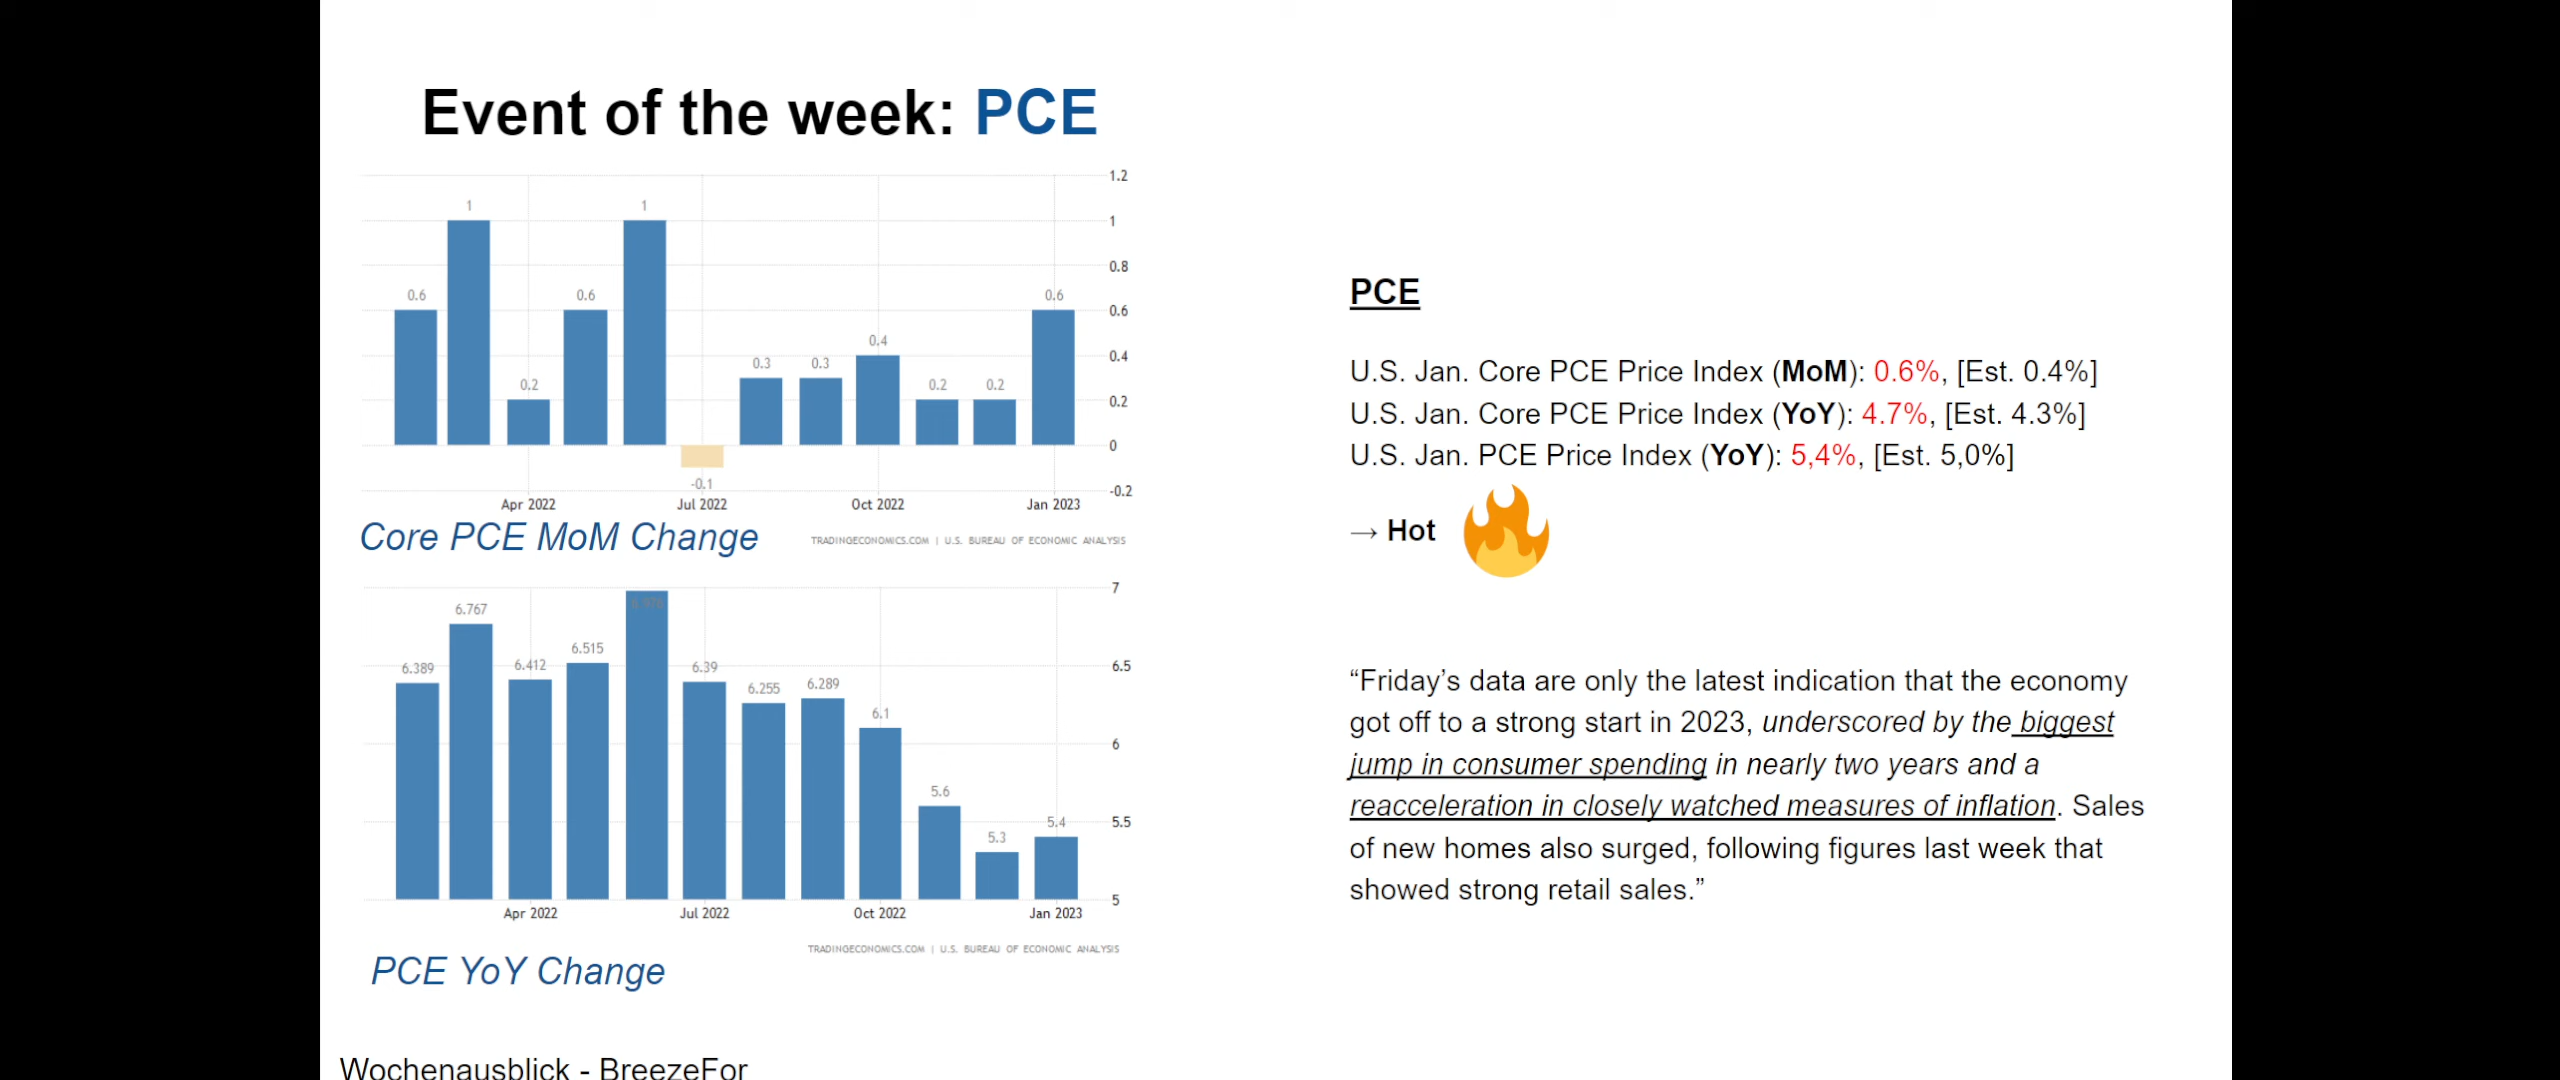 Event of the week: PCE
1.2
1
0.8
0.6
0.4
0.2
0
-0.2
0.6
1
0.2
0.6
1
-0.1
0.3
0.3
0.4
0.2
0.2
0.6
Apr 2022
Jul 2022
Oct 2022
Jan 2023
Core PCE MoM Change
TRADINGECONOMICS.COM | U.S. BUREAU OF ECONOMIC ANALYSIS
7
6.5
6
5.5
5
6.389
6.767
6.412
6.515
6.39
6.255
6.289
6.1
5.6
5.3
5.4
Apr 2022
Jul 2022
Oct 2022
Jan 2023
TRADINGECONOMICS.COM | U.S. BUREAU OF ECONOMIC ANALYSIS
PCE YoY Change
Wochenausblick - BreezeFor
PCE
U.S. Jan. Core PCE Price Index (MoM): 0.6%, [Est. 0.4%]
U.S. Jan. Core PCE Price Index (YoY): 4.7%, [Est. 4.3%]
U.S. Jan. PCE Price Index (YoY): 5,4%, [Est. 5,0%]
→ Hot
“Friday’s data are only the latest indication that the economy
got off to a strong start in 2023, underscored by the biggest
jump in consumer spending in nearly two years and a
reacceleration in closely watched measures of inflation. Sales
of new homes also surged, following figures last week that
showed strong retail sales.”